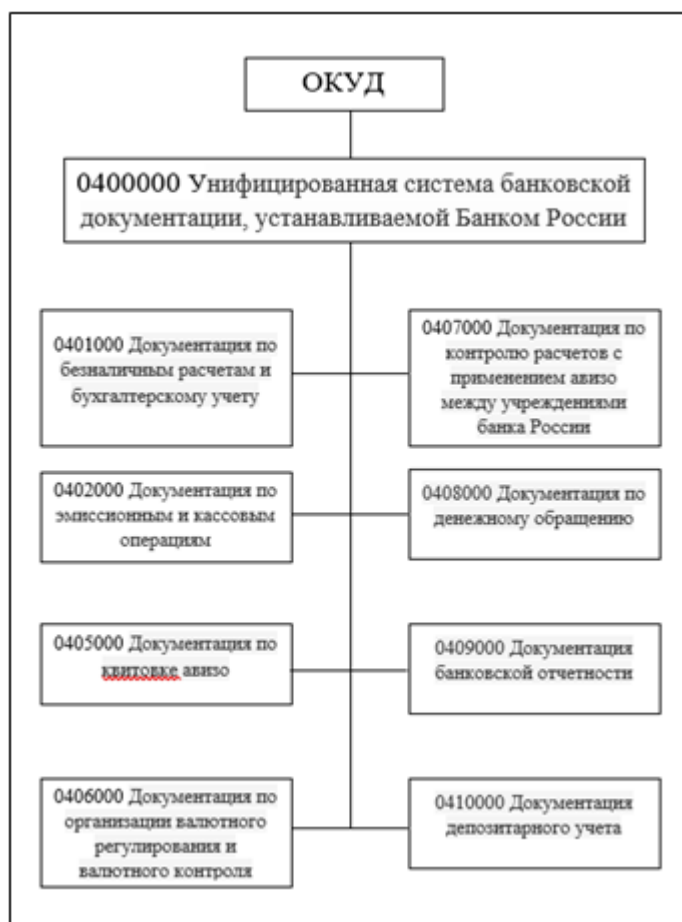 ОКУД
0400000 Унифицированная система банковской
документации, устанавливаемой Банком России
0401000 Документация по
безналичным расчетам и
бухгалтерскому учету
0402000 Документация по
эмиссионным и кассовым
операциям
0405000 Документация по
квитовке авизо
0406000 Документация по
организации валютного
регулирования и
валютного контроля
0407000 Документация по
контролю расчетов с
применением авизо
между учреждениями
банка России
0408000 Документация по
денежному обращению
0409000 Документация
банковской отчетности
0410000 Документация
депозитарного учета